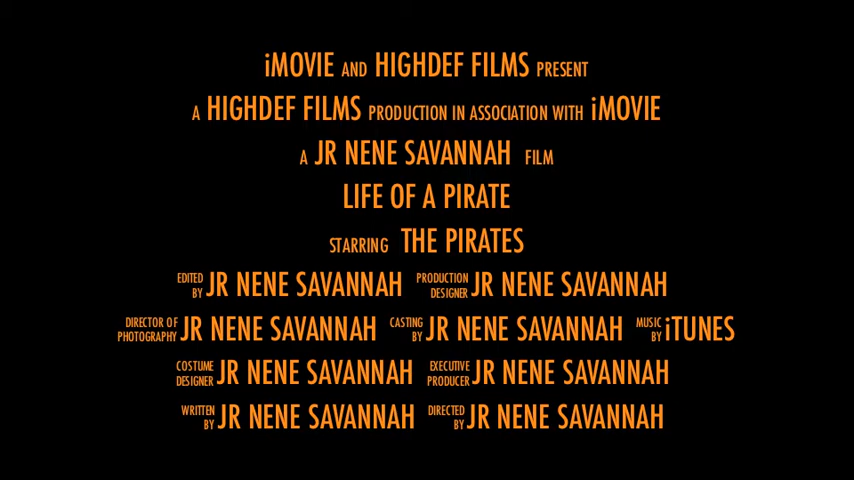 iMOVIE AND HIGHDEF FILMS PRESENT
A HIGHDEF FILMS PRODUCTION IN ASSOCIATION WITH iMOVIE
A JR NENE SAVANNAH FILM
LIFE OF A PIRATE
STARRING THE PIRATES
EDITED BY JR NENE SAVANNAH PRODUCTION DESIGNER JR NENE SAVANNAH
DIRECTOR OF PHOTOGRAPHY JR NENE SAVANNAH CASTING BY JR NENE SAVANNAH MUSIC BY iTUNES
COSTUME DESIGNER JR NENE SAVANNAH EXECUTIVE PRODUCER JR NENE SAVANNAH
WRITTEN BY JR NENE SAVANNAH DIRECTED BY JR NENE SAVANNAH